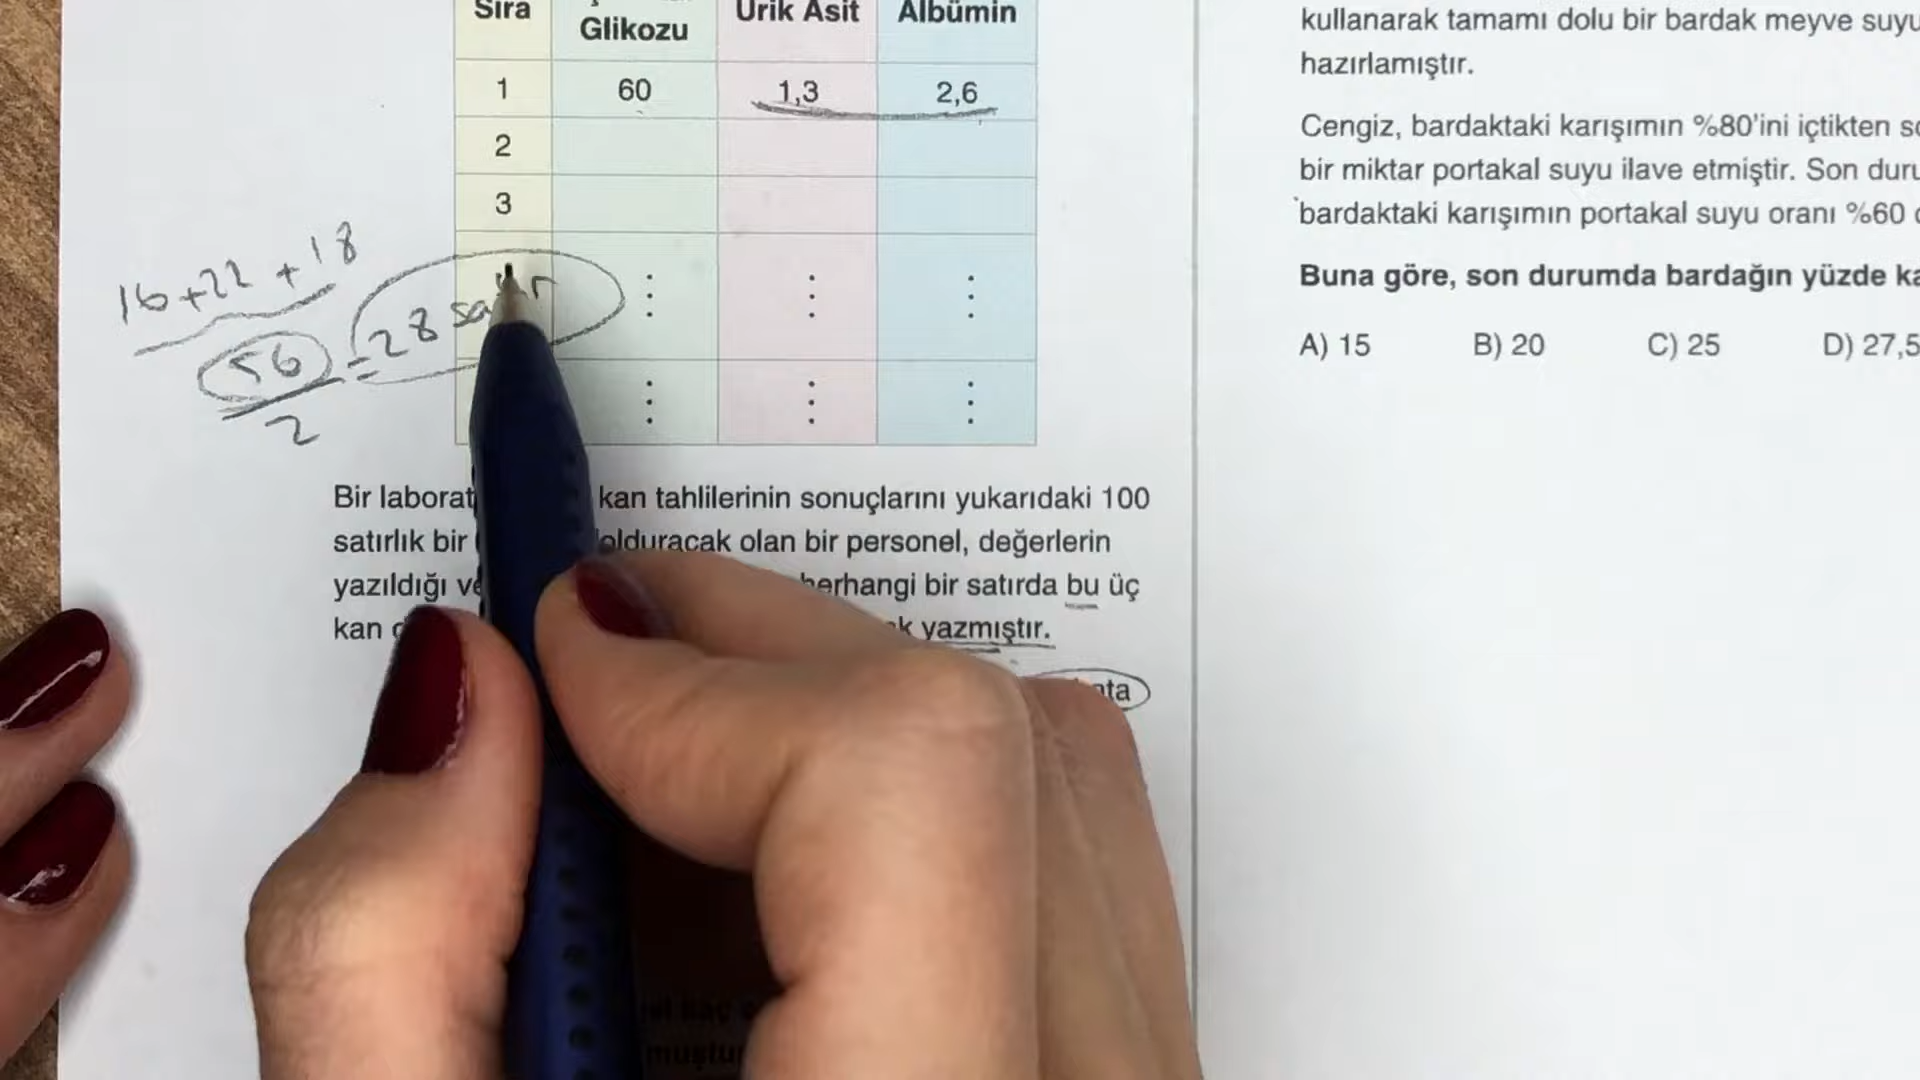 Sıra
Glikozu
Ürik Asit
Albümin
1 60 1,3 2,6
2
3
16+22+18
56
2
= 28 satır
Bir laborat kan tahlilerinin sonuçlarını yukarıdaki 100
satırlık bir olduracak olan bir personel, değerlerin
yazıldığı ve herhangi bir satırda bu üç
kan yazmıştır.
kullanarak tamamı dolu bir bardak meyve suyu
hazırlamıştır.
Cengiz, bardaktaki karışımın %80'ini içtikten so
bir miktar portakal suyu ilave etmiştir. Son duru
bardaktaki karışımın portakal suyu oranı %60 o
Buna göre, son durumda bardağın yüzde ka
A) 15 B) 20 C) 25 D) 27,5